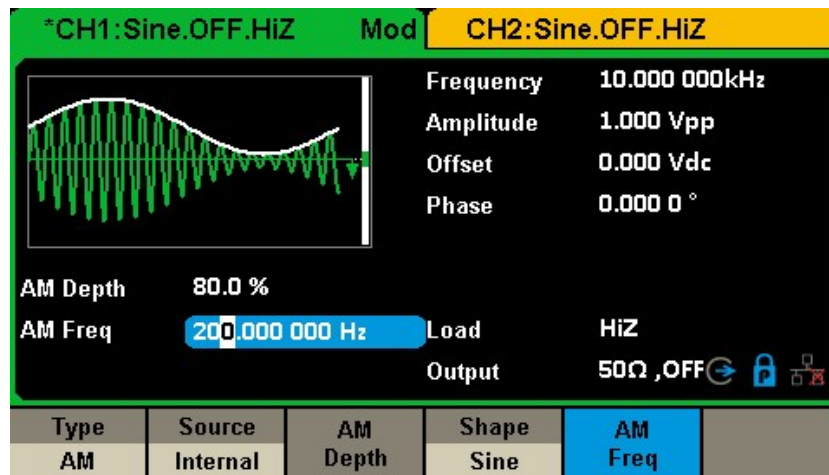 *CH1:Sine.OFF.HiZ Mod CH2:Sine.OFF.HiZ
Frequency 10.000 000kHz
Amplitude 1.000 Vpp
Offset 0.000 Vdc
Phase 0.000 0 °
AM Depth 80.0 %
AM Freq 200.000 000 Hz Load HiZ
Output 50Ω ,OFF P
Type Source AM Depth Shape AM Freq
AM Internal Sine